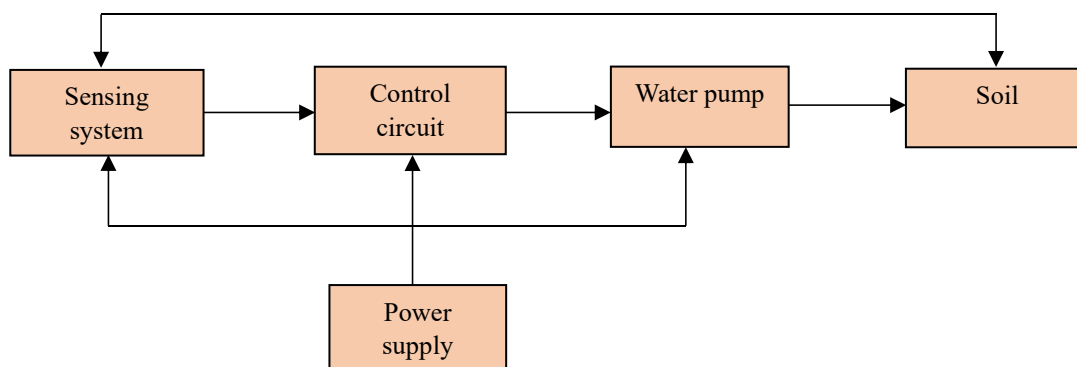 Sensing
system
Control
circuit
Water pump
Soil
Power
supply